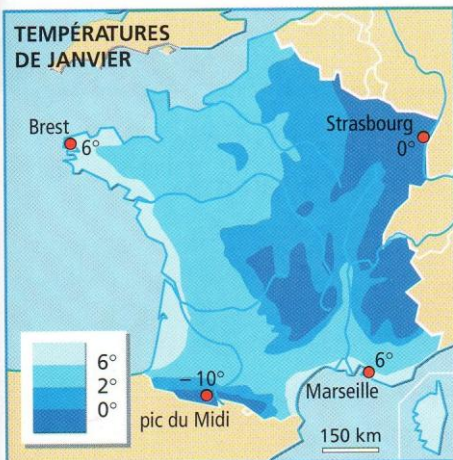 TEMPÉRATURES
DE JANVIER
Brest
6°
Strasbourg
0°
6°
2°
0°
– 10°
pic du Midi
6°
Marseille
150 km